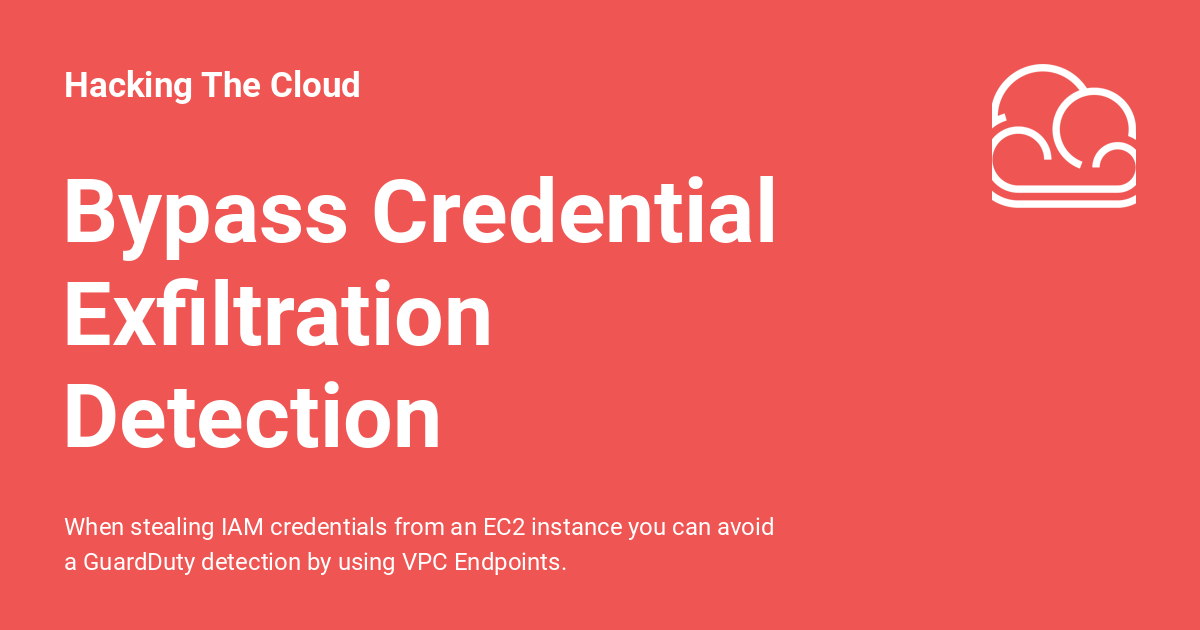 Hacking The Cloud
Bypass Credential
Exfiltration
Detection
When stealing IAM credentials from an EC2 instance you can avoid
a GuardDuty detection by using VPC Endpoints.